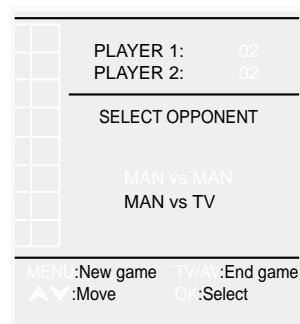 PLAYER 1: 02
PLAYER 2: 02
SELECT OPPONENT
MAN vs MAN
MAN vs TV
MENU:New game TV/AV:End game
:Move OK:Select